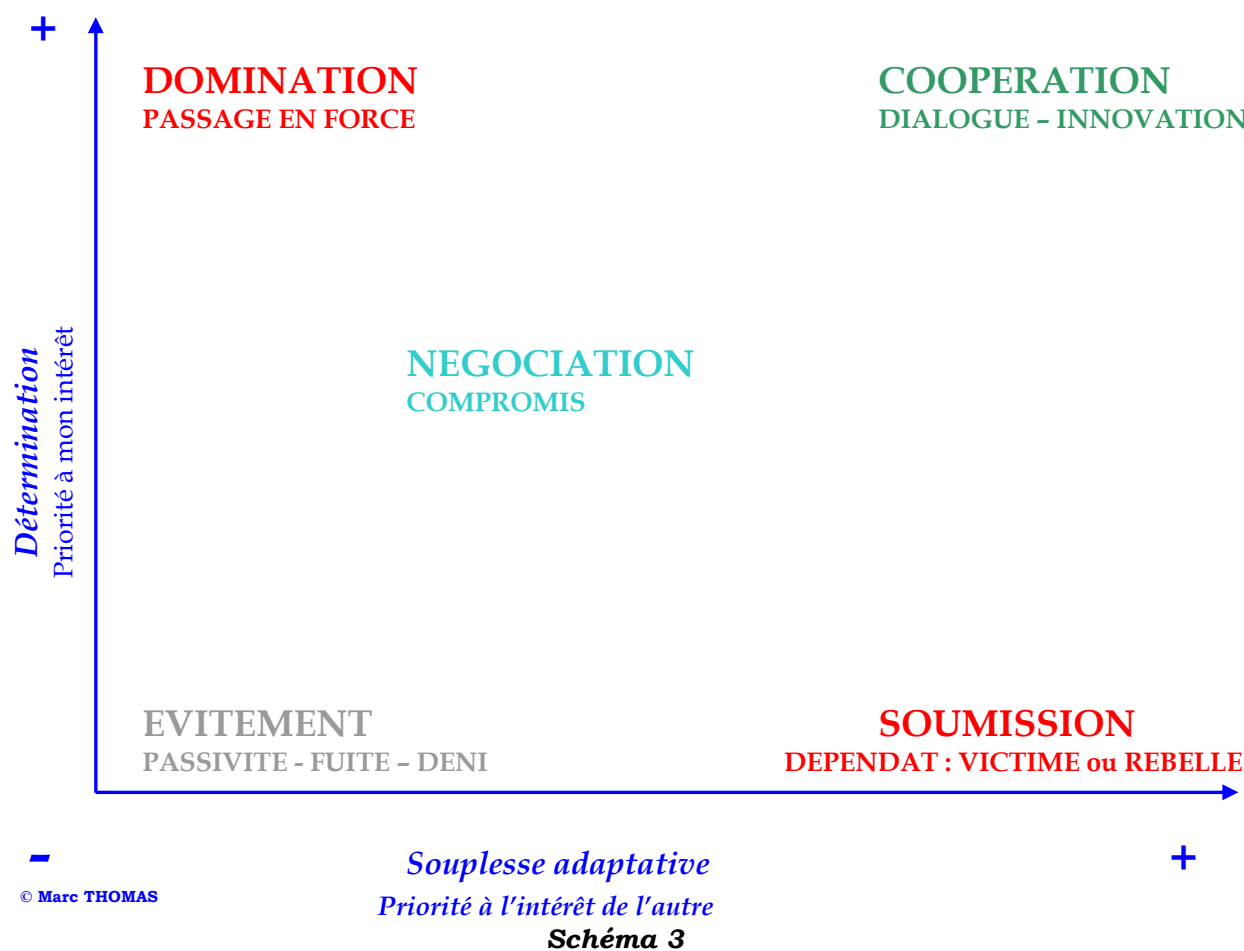 +
DOMINATION
PASSAGE EN FORCE
COOPERATION
DIALOGUE – INNOVATION
Détermination
Priorité à mon intérêt
NEGOCIATION
COMPROMIS
EVITEMENT
PASSIVITE - FUITE – DENI
SOUMISSION
DEPENDAT : VICTIME ou REBELLE
-
+
Souplesse adaptative
© Marc THOMAS
Priorité à l’intérêt de l’autre
Schéma 3